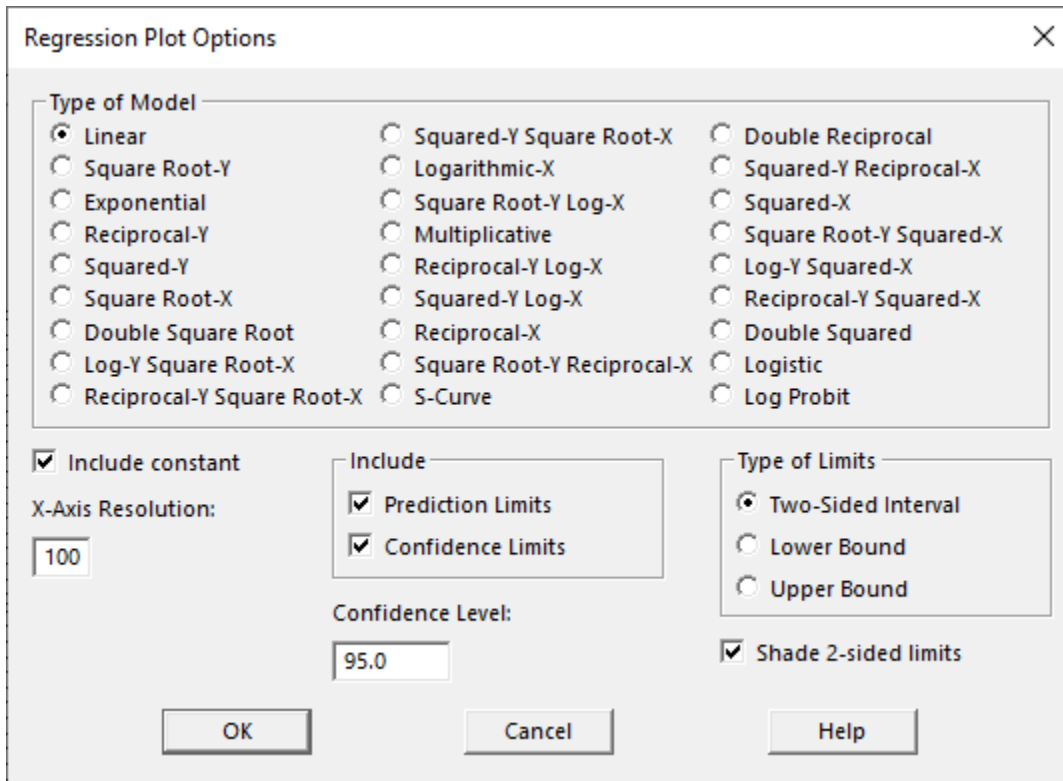 Regression Plot Options
Type of Model
Linear
Square Root-Y
Exponential
Reciprocal-Y
Squared-Y
Square Root-X
Double Square Root
Log-Y Square Root-X
Reciprocal-Y Square Root-X
Squared-Y Square Root-X
Logarithmic-X
Square Root-Y Log-X
Multiplicative
Reciprocal-Y Log-X
Squared-Y Log-X
Reciprocal-X
Square Root-Y Reciprocal-X
S-Curve
Double Reciprocal
Squared-Y Reciprocal-X
Squared-X
Square Root-Y Squared-X
Log-Y Squared-X
Reciprocal-Y Squared-X
Double Squared
Logistic
Log Probit
Include constant
X-Axis Resolution:
100
Include
Prediction Limits
Confidence Limits
Confidence Level:
95.0
Type of Limits
Two-Sided Interval
Lower Bound
Upper Bound
Shade 2-sided limits
OK
Cancel
Help